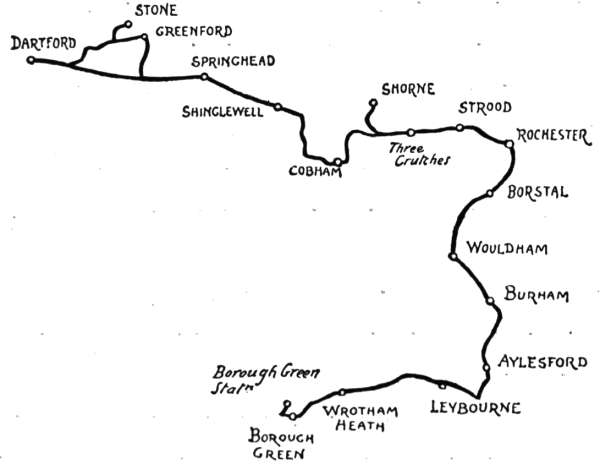 STONE
GREENFORD
DARTFORD
SPRINGHEAD
SHINGLEWELL
SHORNE
STROOD
ROCHESTER
Three
Crutches
COBHAM
BORSTAL
WOULDHAM
BURHAM
AYLESFORD
Borough Green
Statn
LEYBOURNE
WROTHAM
HEATH
BOROUGH
GREEN